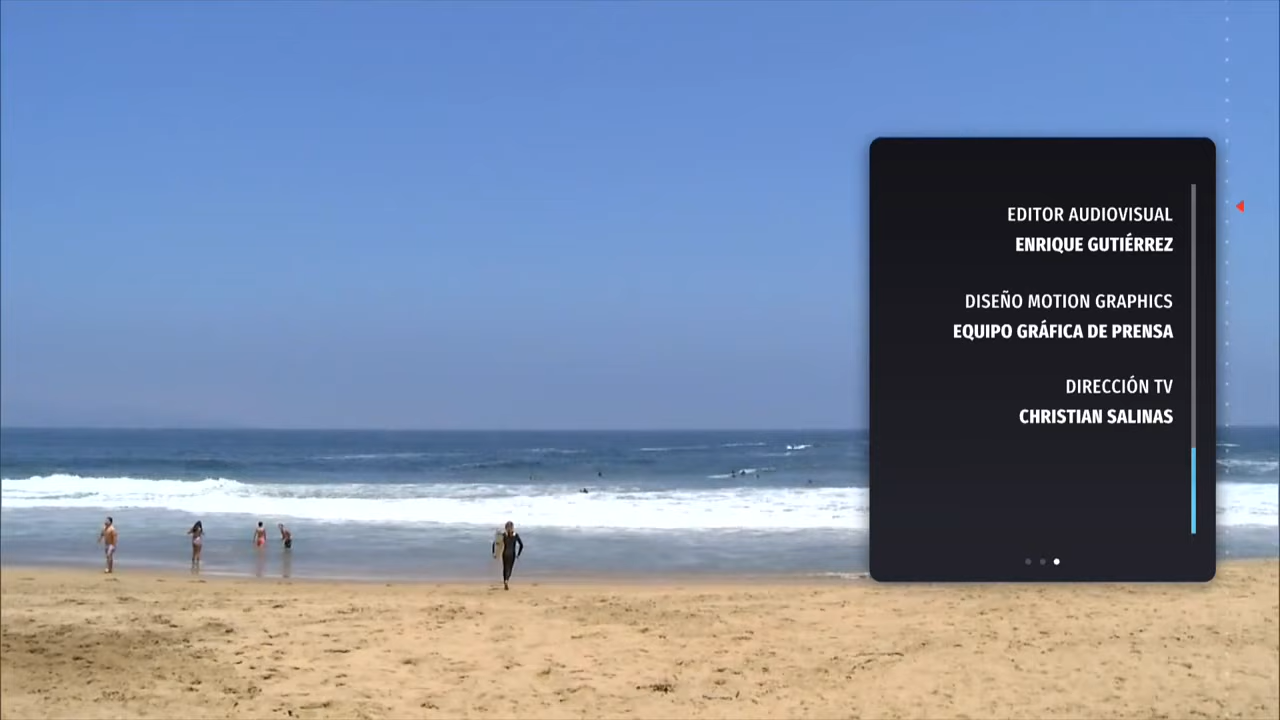 EDITOR AUDIOVISUAL
ENRIQUE GUTIÉRREZ
DISEÑO MOTION GRAPHICS
EQUIPO GRÁFICA DE PRENSA
DIRECCIÓN TV
CHRISTIAN SALINAS